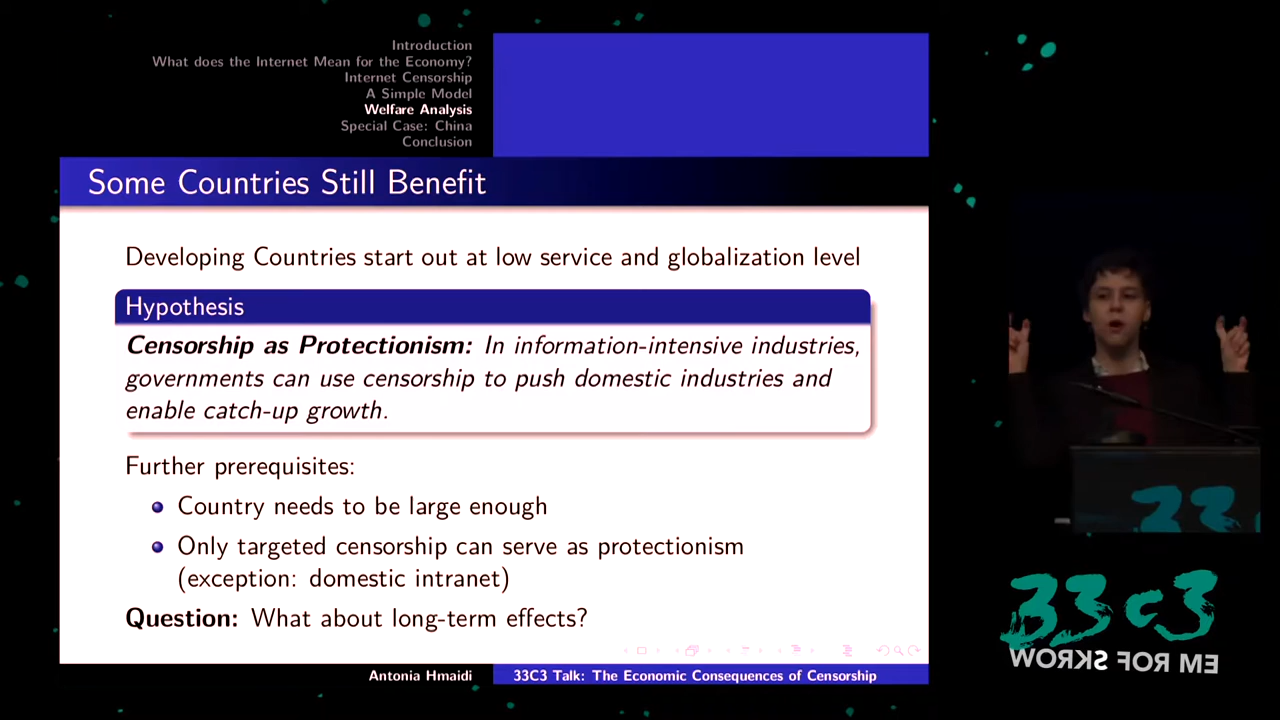 Introduction
What does the Internet Mean for the Economy?
Internet Censorship
A Simple Model
Welfare Analysis
Special Case: China
Conclusion
Some Countries Still Benefit
Developing Countries start out at low service and globalization level
Hypothesis
Censorship as Protectionism: In information-intensive industries,
governments can use censorship to push domestic industries and
enable catch-up growth.
Further prerequisites:
Country needs to be large enough
Only targeted censorship can serve as protectionism
(exception: domestic intranet)
Question: What about long-term effects?
Antonia Hmaidi
33C3 Talk: The Economic Consequences of Censorship
33
33C3
WORKS FOR ME